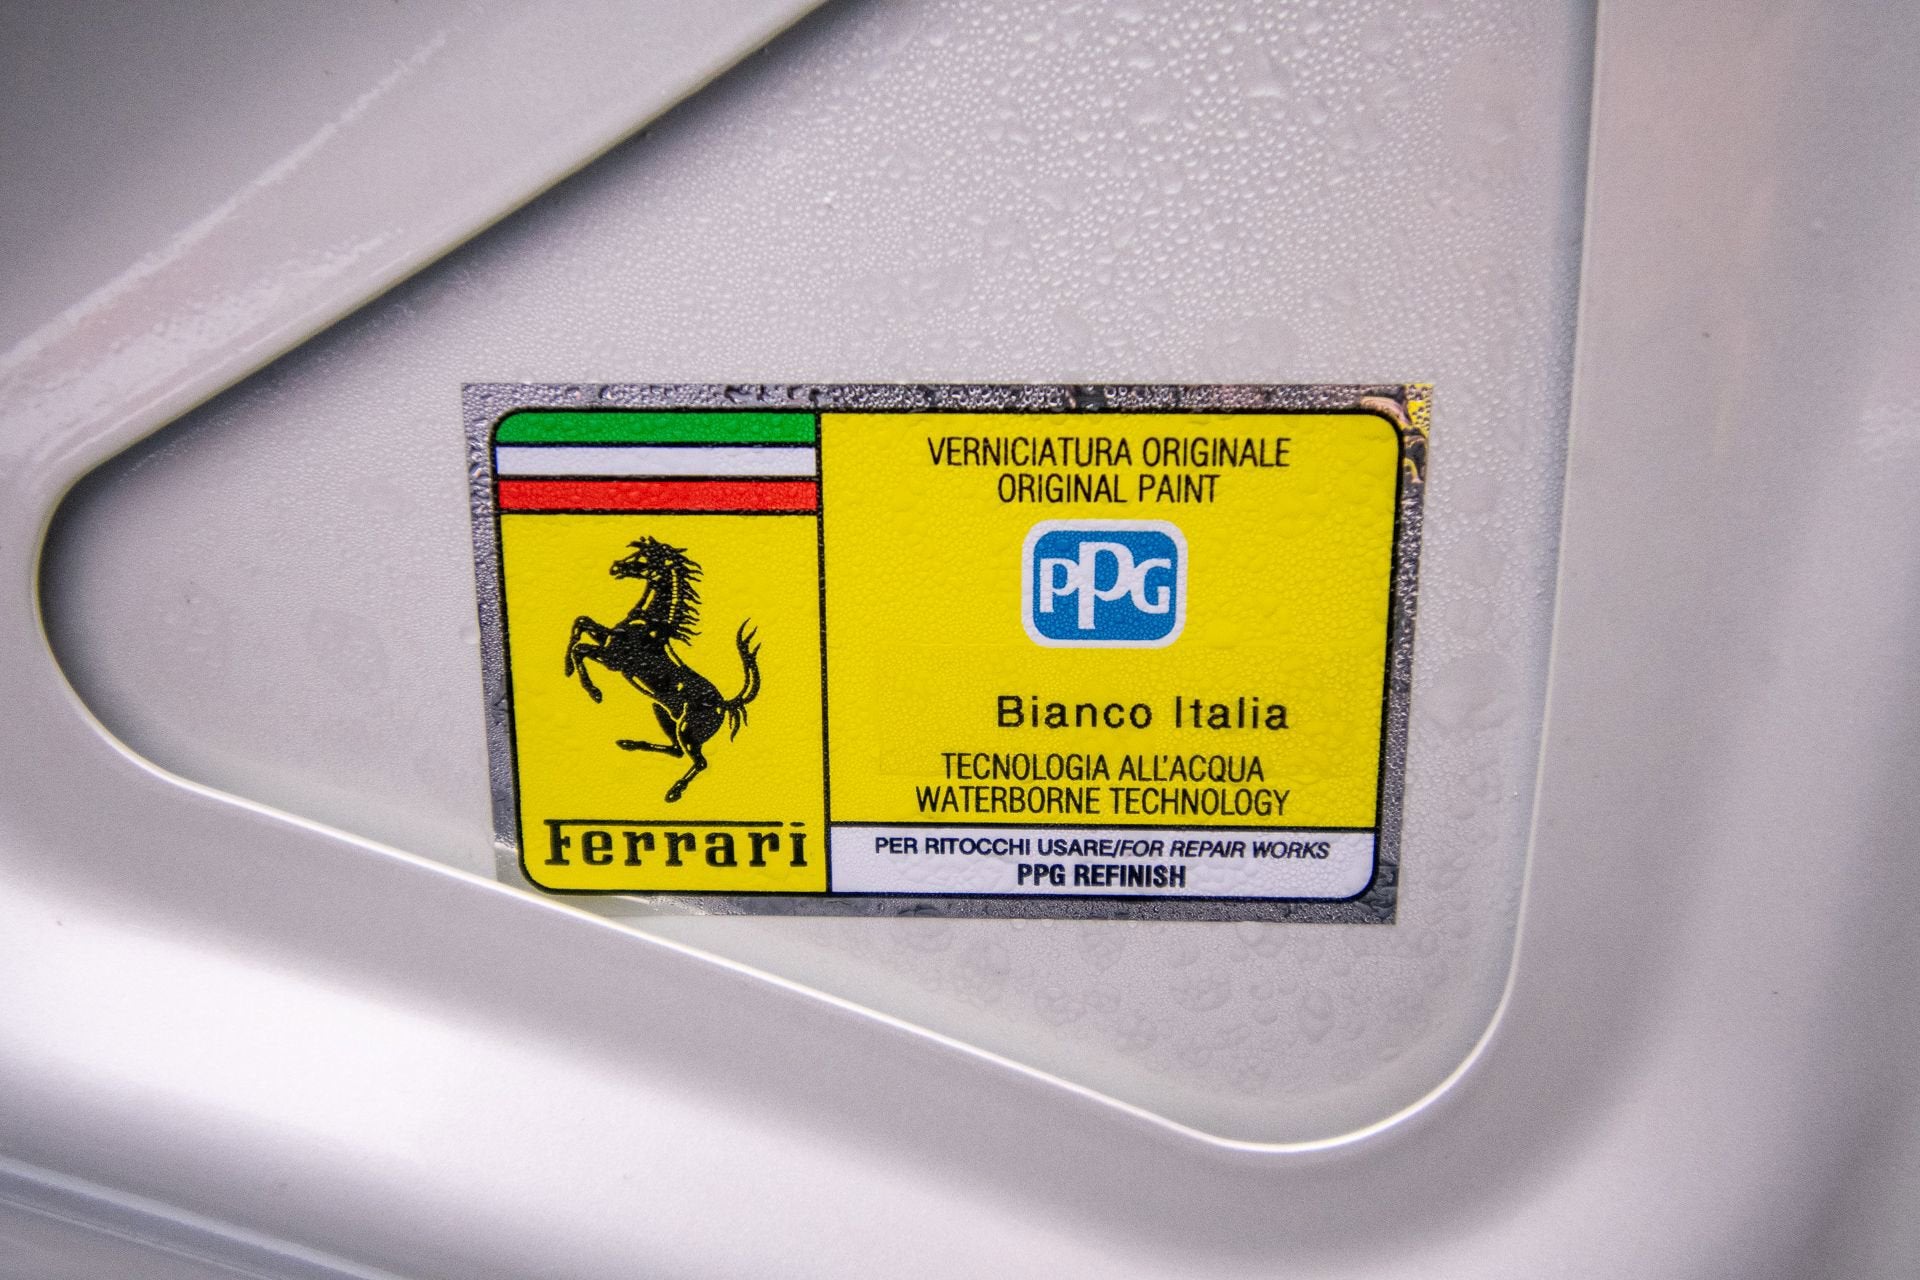 VERNICIATURA ORIGINALE
ORIGINAL PAINT
PPG
Bianco Italia
TECNOLOGIA ALL'ACQUA
WATERBORNE TECHNOLOGY
Ferrari
PER RITOCCHI USARE/FOR REPAIR WORKS
PPG REFINISH